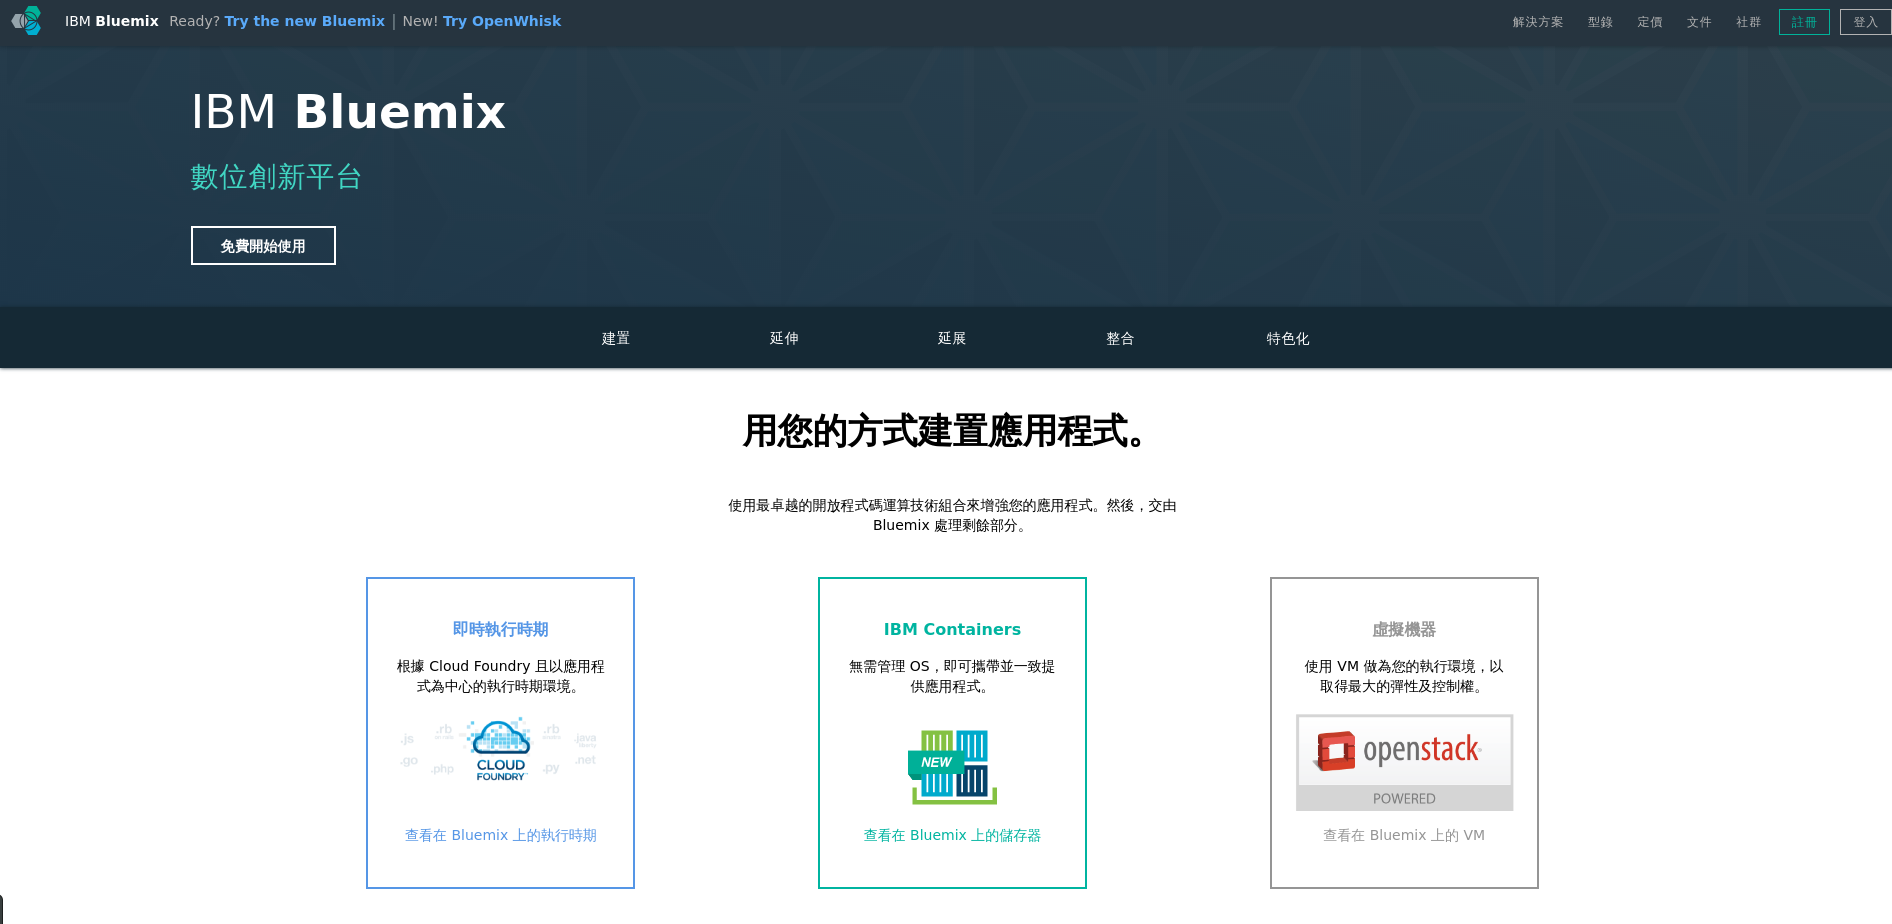 IBM Bluemix Ready? Try the new Bluemix | New! Try OpenWhisk
解決方案 型錄 定價 文件 社群 註冊 登入
IBM Bluemix
數位創新平台
免費開始使用
建置 延伸 延展 整合 特色化
用您的方式建置應用程式。
使用最卓越的開放程式碼運算技術組合來增強您的應用程式。然後，交由
Bluemix 處理剩餘部分。
即時執行時期
根據 Cloud Foundry 且以應用程
式為中心的執行時期環境。
.js .rb .rb .java
.go .php .py .net
CLOUD
FOUNDRY
查看在 Bluemix 上的執行時期
IBM Containers
無需管理 OS，即可攜帶並一致提
供應用程式。
NEW
查看在 Bluemix 上的儲存器
虛擬機器
使用 VM 做為您的執行環境，以
取得最大的彈性及控制權。
openstack
POWERED
查看在 Bluemix 上的 VM